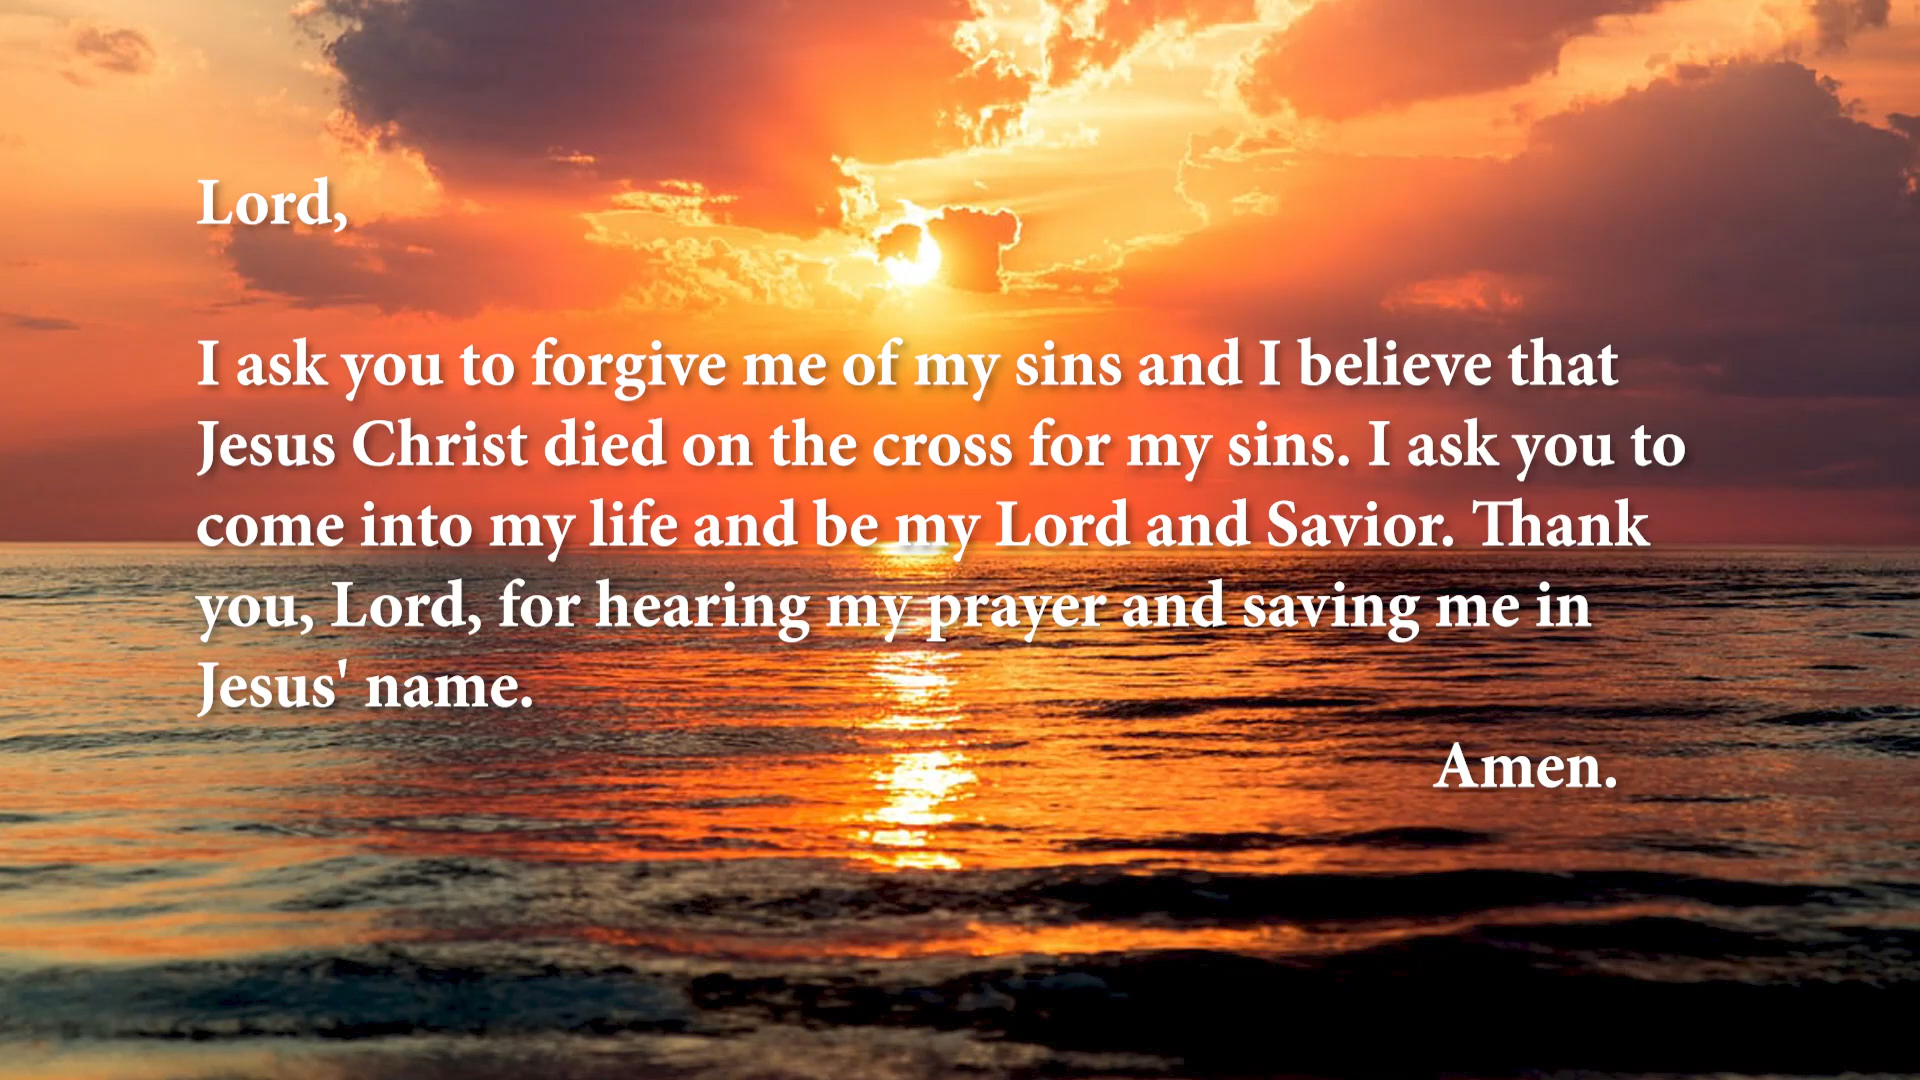 Lord,
I ask you to forgive me of my sins and I believe that
Jesus Christ died on the cross for my sins. I ask you to
come into my life and be my Lord and Savior. Thank
you, Lord, for hearing my prayer and saving me in
Jesus' name.
Amen.